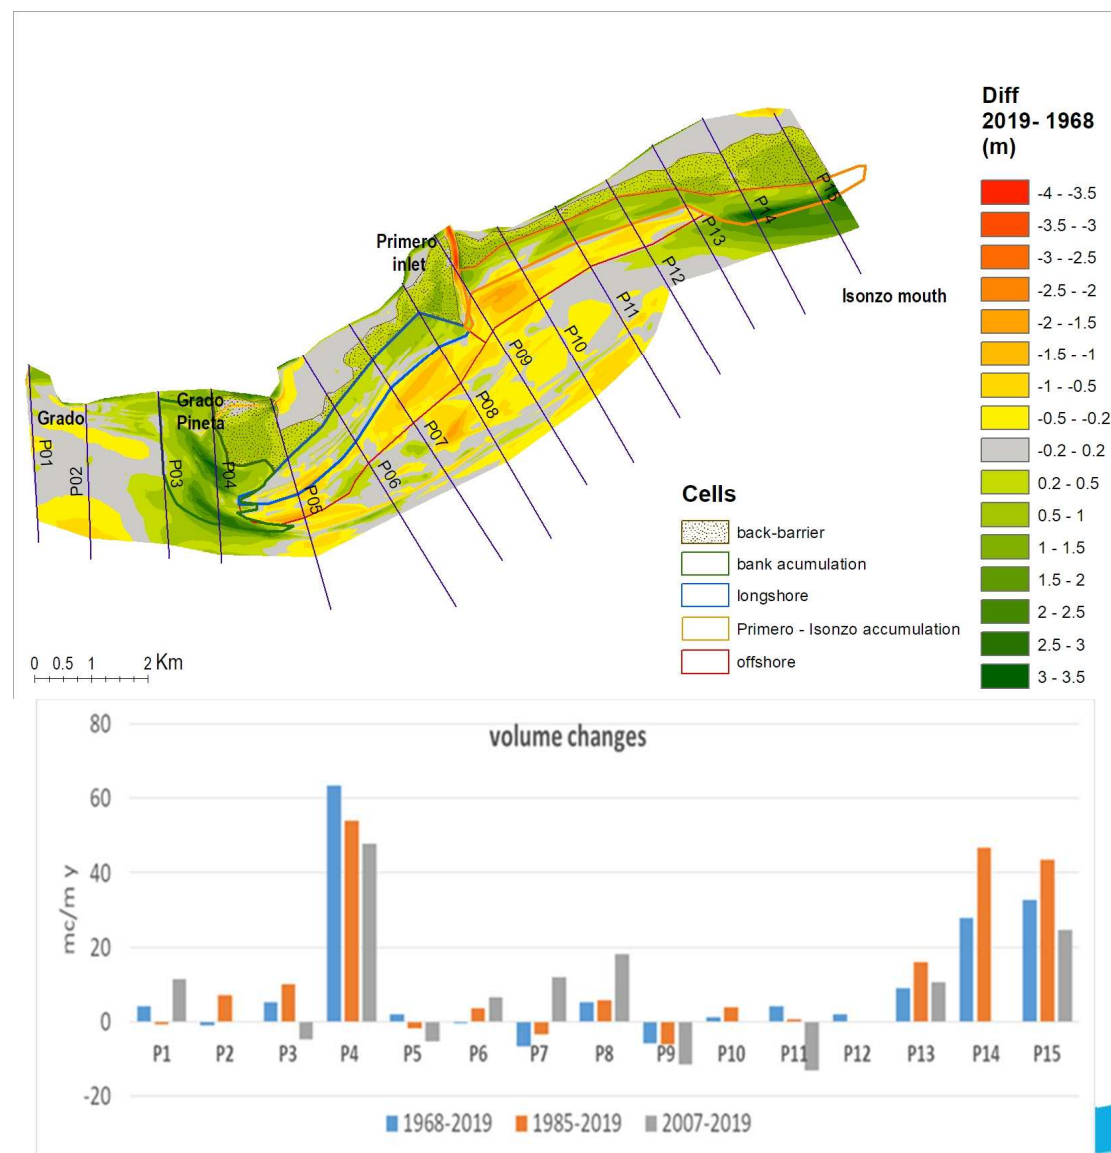 Diff
2019- 1968
(m)
-4 - -3.5
-3.5 - -3
-3 - -2.5
-2.5 - -2
-2 - -1.5
-1.5 - -1
-1 - -0.5
-0.5 - -0.2
-0.2 - 0.2
0.2 - 0.5
0.5 - 1
1 - 1.5
1.5 - 2
2 - 2.5
2.5 - 3
3 - 3.5
Primero
inlet
Isonzo mouth
Grado
Grado
Pineta
P01
P02
P03
P04
P05
P06
P07
P08
P09
P10
P11
P12
P13
P14
P15
Cells
back-barrier
bank acumulation
longshore
Primero - Isonzo accumulation
offshore
0 0.5 1 2 Km
volume changes
mc/m y
80
60
40
20
0
-20
P1 P2 P3 P4 P5 P6 P7 P8 P9 P10 P11 P12 P13 P14 P15
1968-2019 1985-2019 2007-2019